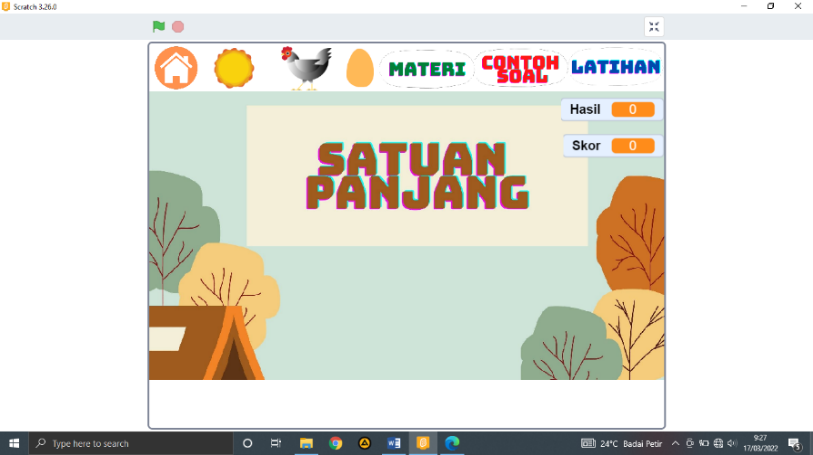 Scratch 3.26.0
MATERI
CONTOH
SOAL
LATIHAN
Hasil 0
Skor 0
SATUAN
PANJANG
Type here to search
24°C Badai Petir
9:27
17/03/2022